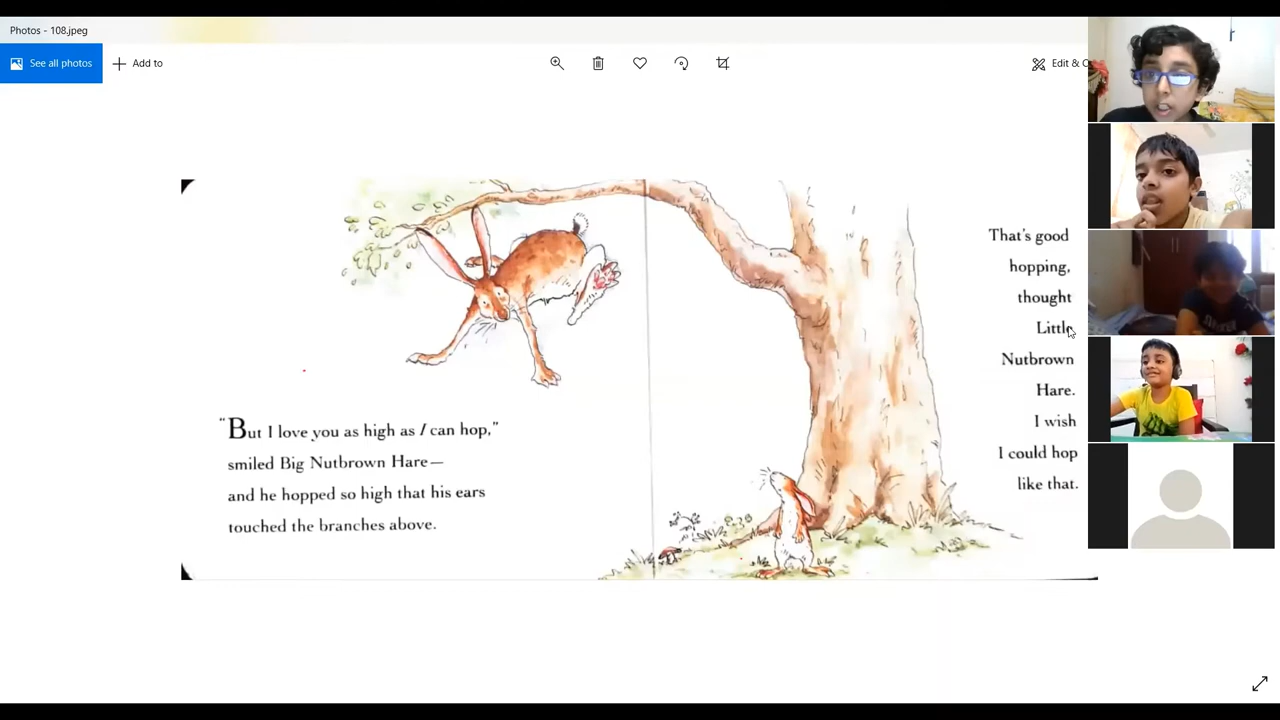 Photos - 108.jpeg
See all photos
Add to
Edit & C
"But I love you as high as I can hop,"
smiled Big Nutbrown Hare—
and he hopped so high that his ears
touched the branches above.
That's good
hopping,
thought
Little
Nutbrown
Hare.
I wish
I could hop
like that.